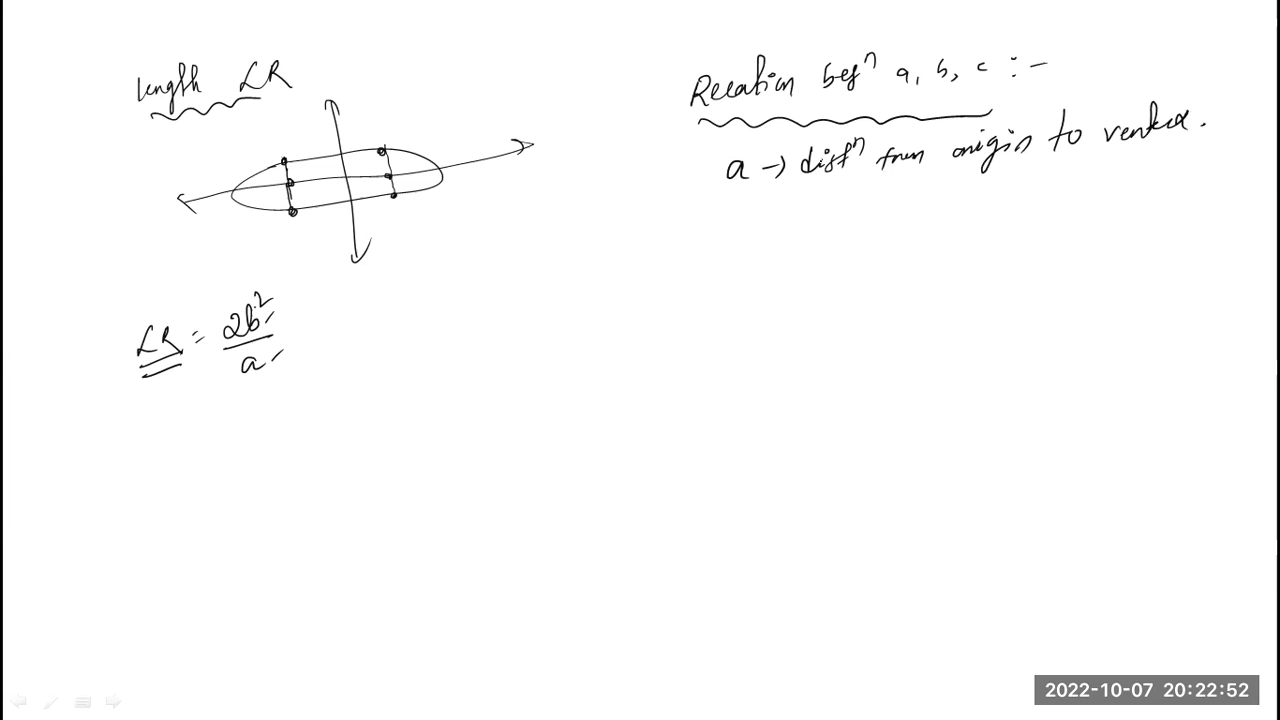 length LR
LR = 2b²/a
Relation betⁿ a, b, c :-
a → distⁿ from origin to vertex.
2022-10-07 20:22:52